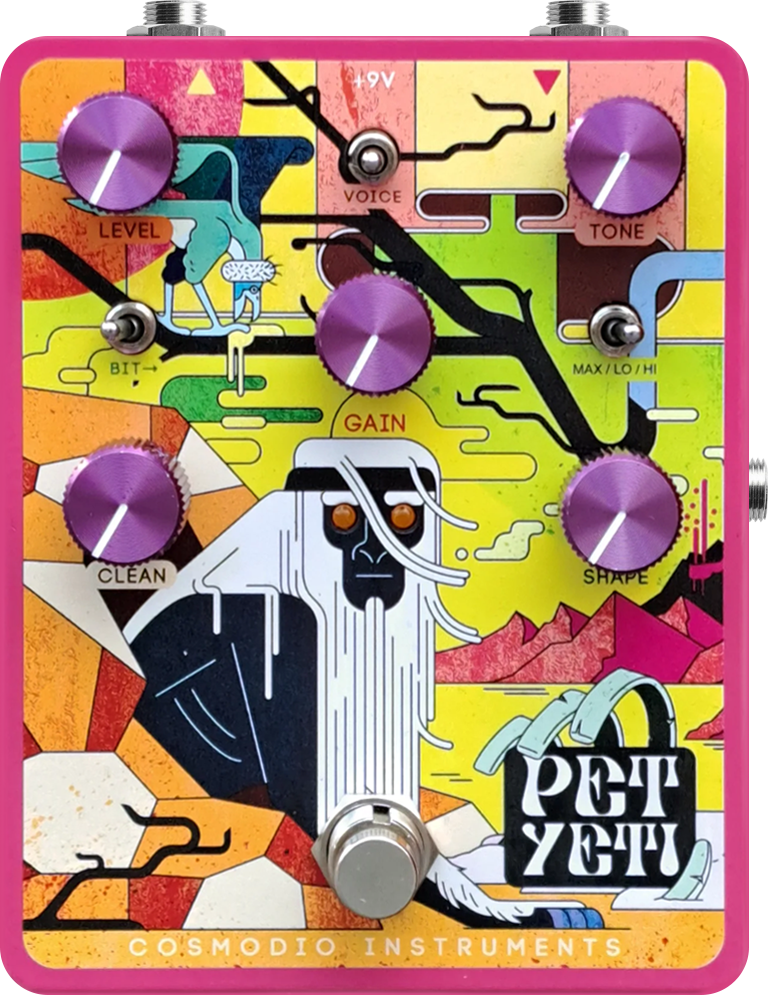 +9V
VOICE
LEVEL
TONE
BIT→
MAX / LO / HI
GAIN
CLEAN
SHAPE
PET
YETI
COSMODIO INSTRUMENTS